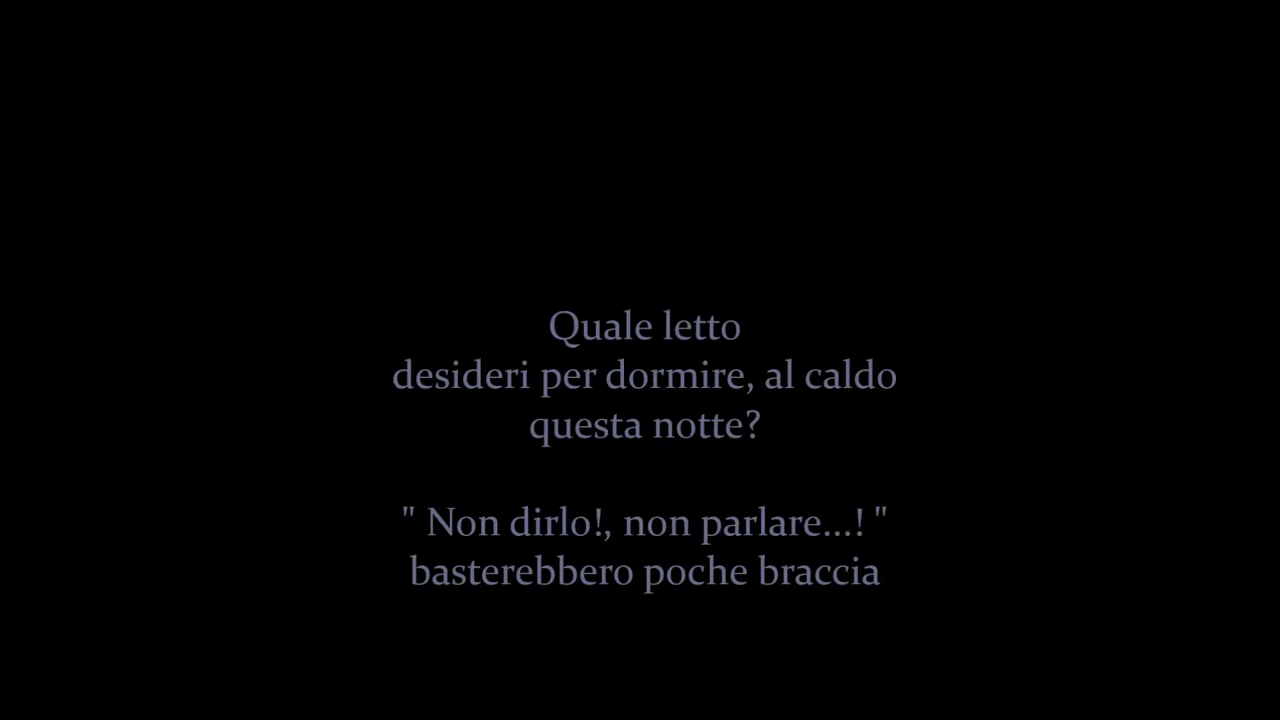 Quale letto
desideri per dormire, al caldo
questa notte?
" Non dirlo!, non parlare...! "
basterebbero poche braccia